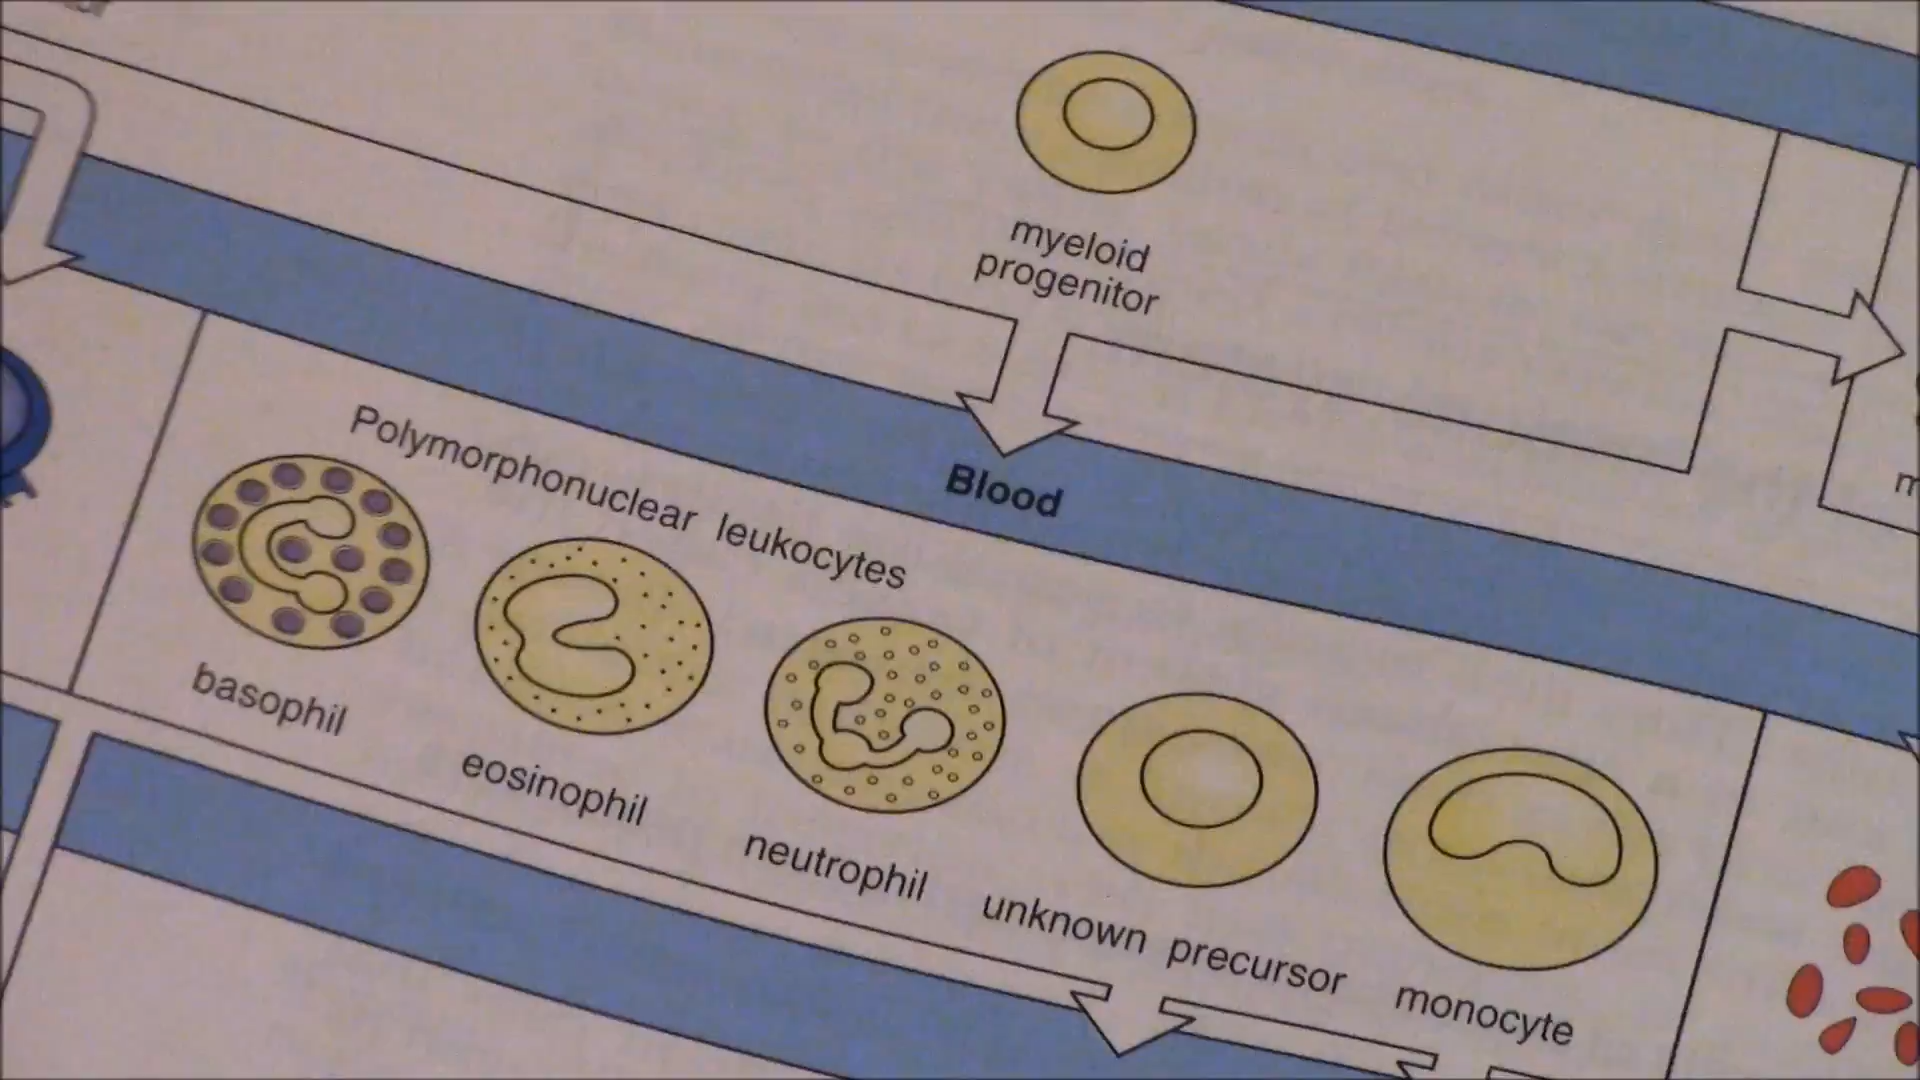 myeloid
progenitor
Blood
Polymorphonuclear leukocytes
basophil
eosinophil
neutrophil
unknown precursor
monocyte